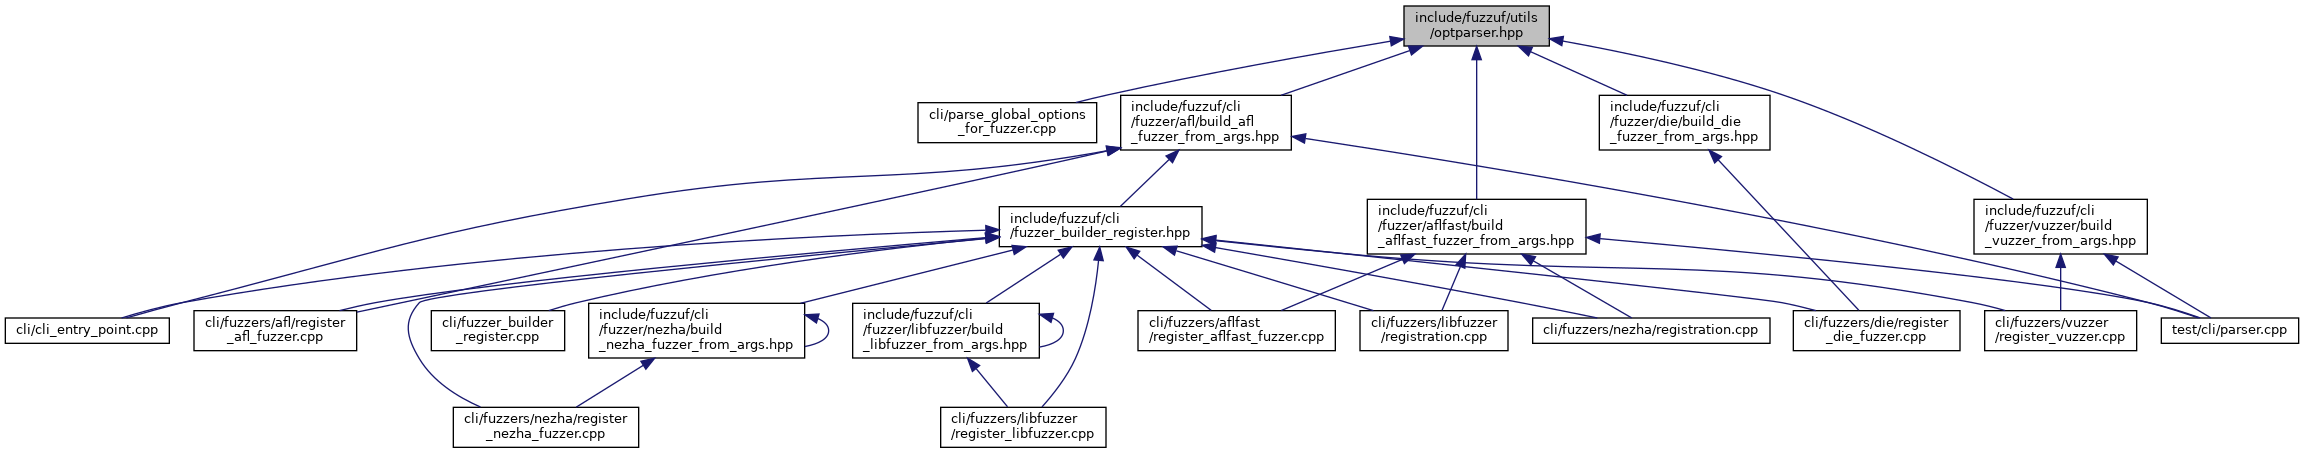 include/fuzzuf/utils
/optparser.hpp
cli/parse_global_options
_for_fuzzer.cpp
include/fuzzuf/cli
/fuzzer/afl/build_afl
_fuzzer_from_args.hpp
include/fuzzuf/cli
/fuzzer/die/build_die
_fuzzer_from_args.hpp
include/fuzzuf/cli
/fuzzer_builder_register.hpp
include/fuzzuf/cli
/fuzzer/aflfast/build
_aflfast_fuzzer_from_args.hpp
include/fuzzuf/cli
/fuzzer/vuzzer/build
_vuzzer_from_args.hpp
cli/cli_entry_point.cpp
cli/fuzzers/afl/register
_afl_fuzzer.cpp
cli/fuzzer_builder
_register.cpp
include/fuzzuf/cli
/fuzzer/nezha/build
_nezha_fuzzer_from_args.hpp
include/fuzzuf/cli
/fuzzer/libfuzzer/build
_libfuzzer_from_args.hpp
cli/fuzzers/aflfast
/register_aflfast_fuzzer.cpp
cli/fuzzers/libfuzzer
/registration.cpp
cli/fuzzers/nezha/registration.cpp
cli/fuzzers/die/register
_die_fuzzer.cpp
cli/fuzzers/vuzzer
/register_vuzzer.cpp
test/cli/parser.cpp
cli/fuzzers/nezha/register
_nezha_fuzzer.cpp
cli/fuzzers/libfuzzer
/register_libfuzzer.cpp